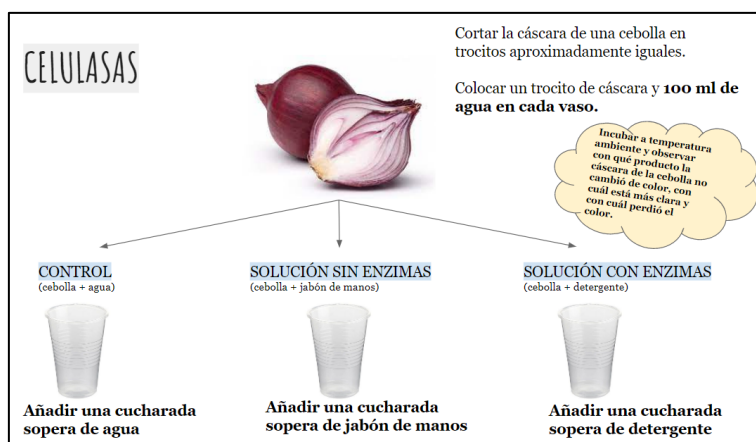 CELULASAS
Cortar la cáscara de una cebolla en
trocitos aproximadamente iguales.
Colocar un trocito de cáscara y 100 ml de
agua en cada vaso.
Incubar a temperatura
ambiente y observar
con qué producto la
cáscara de la cebolla no
cambió de color, con
cuál está más clara y
con cuál perdió el
color.
CONTROL
(cebolla + agua)
Añadir una cucharada
sopera de agua
SOLUCIÓN SIN ENZIMAS
(cebolla + jabón de manos)
Añadir una cucharada
sopera de jabón de manos
SOLUCIÓN CON ENZIMAS
(cebolla + detergente)
Añadir una cucharada
sopera de detergente